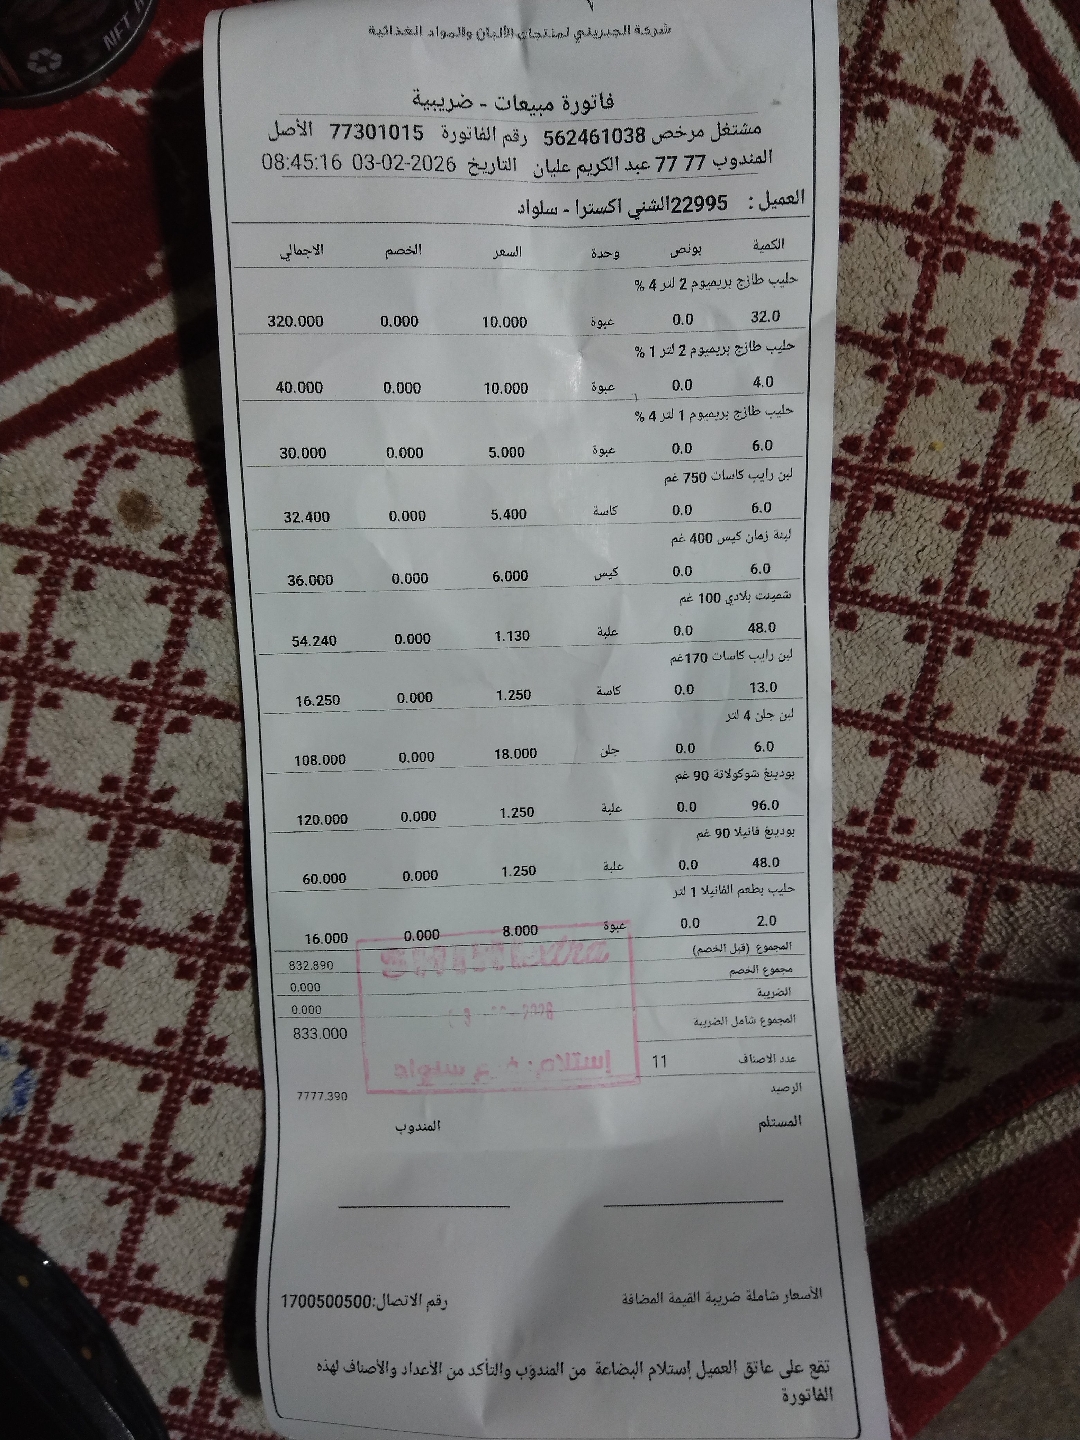 NFT
شركة الجبريني لمنتجات الألبان والمواد الغذائية
فاتورة مبيعات - ضريبية
مشتغل مرخص 562461038 رقم الفاتورة 77301015 الأصل
المندوب 77 77 عبد الكريم عليان التاريخ 2026-02-03 08:45:16
العميل : 22995الشني اكسترا - سلواد
الكمية بونص وحدة السعر الخصم الاجمالي
حليب طازج بريميوم 2 لتر 4 %
32.0 0.0 عبوة 10.000 0.000 320.000
حليب طازج بريميوم 2 لتر 1 %
4.0 0.0 عبوة 10.000 0.000 40.000
حليب طازج بريميوم 1 لتر 4 %
6.0 0.0 عبوة 5.000 0.000 30.000
لبن رايب كاسات 750 غم
6.0 0.0 كاسة 5.400 0.000 32.400
لبنة زمان كيس 400 غم
6.0 0.0 كيس 6.000 0.000 36.000
شمينت بلادي 100 غم
48.0 0.0 علبة 1.130 0.000 54.240
لبن رايب كاسات 170غم
13.0 0.0 كاسة 1.250 0.000 16.250
لبن جلن 4 لتر
6.0 0.0 جلن 18.000 0.000 108.000
بودينغ شوكولاتة 90 غم
96.0 0.0 علبة 1.250 0.000 120.000
بودينغ فانيلا 90 غم
48.0 0.0 علبة 1.250 0.000 60.000
حليب بطعم الفانيلا 1 لتر
2.0 0.0 عبوة 8.000 0.000 16.000
المجموع (قبل الخصم) 832.890
مجموع الخصم 0.000
الضريبة 0.000
المجموع شامل الضريبة 833.000
عدد الاصناف 11
الرصيد 7777.390
المستلم المندوب
الأسعار شاملة ضريبة القيمة المضافة رقم الاتصال:1700500500
تقع على عاتق العميل إستلام البضاعة من المندوب والتأكد من الأعداد والأصناف لهذه
الفاتورة